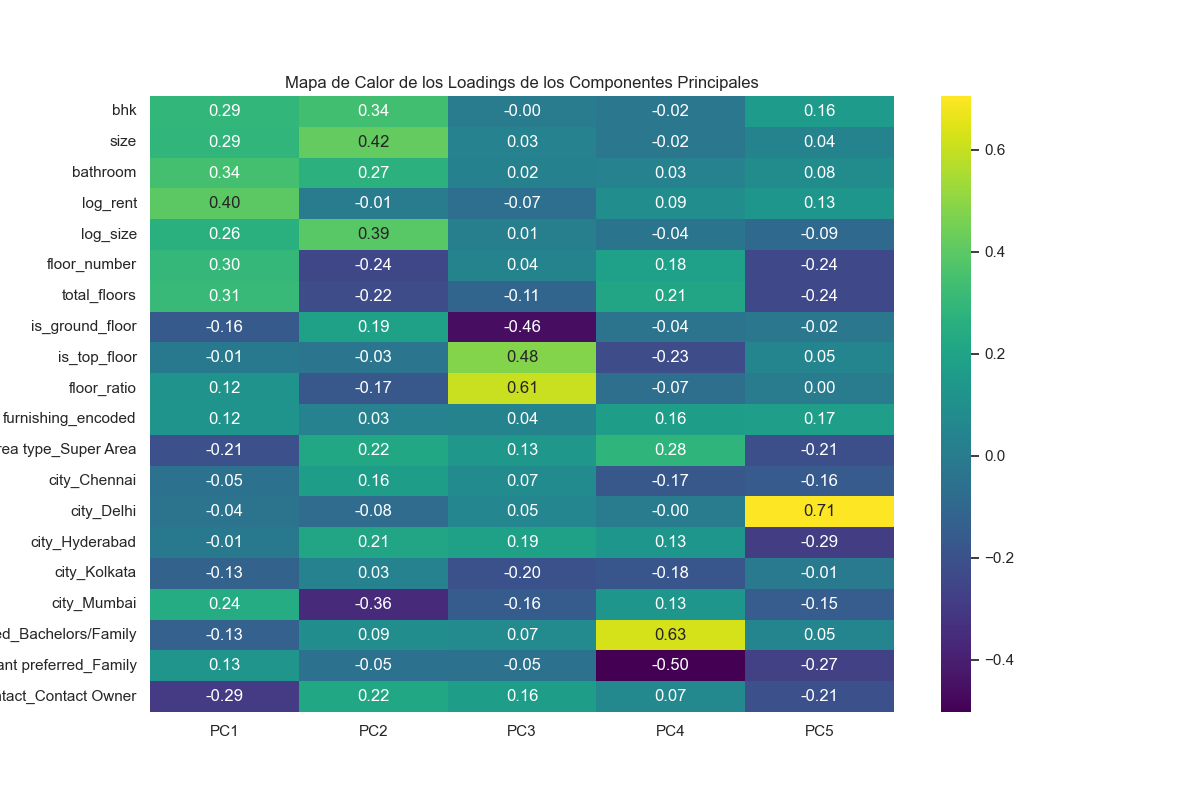 Mapa de Calor de los Loadings de los Componentes Principales
bhk 0.29 0.34 -0.00 -0.02 0.16
size 0.29 0.42 0.03 -0.02 0.04
bathroom 0.34 0.27 0.02 0.03 0.08
log_rent 0.40 -0.01 -0.07 0.09 0.13
log_size 0.26 0.39 0.01 -0.04 -0.09
floor_number 0.30 -0.24 0.04 0.18 -0.24
total_floors 0.31 -0.22 -0.11 0.21 -0.24
is_ground_floor -0.16 0.19 -0.46 -0.04 -0.02
is_top_floor -0.01 -0.03 0.48 -0.23 0.05
floor_ratio 0.12 -0.17 0.61 -0.07 0.00
furnishing_encoded 0.12 0.03 0.04 0.16 0.17
rea type_Super Area -0.21 0.22 0.13 0.28 -0.21
city_Chennai -0.05 0.16 0.07 -0.17 -0.16
city_Delhi -0.04 -0.08 0.05 -0.00 0.71
city_Hyderabad -0.01 0.21 0.19 0.13 -0.29
city_Kolkata -0.13 0.03 -0.20 -0.18 -0.01
city_Mumbai 0.24 -0.36 -0.16 0.13 -0.15
ed_Bachelors/Family -0.13 0.09 0.07 0.63 0.05
ant preferred_Family 0.13 -0.05 -0.05 -0.50 -0.27
ntact_Contact Owner -0.29 0.22 0.16 0.07 -0.21
PC1 PC2 PC3 PC4 PC5
0.6
0.4
0.2
0.0
−0.2
−0.4